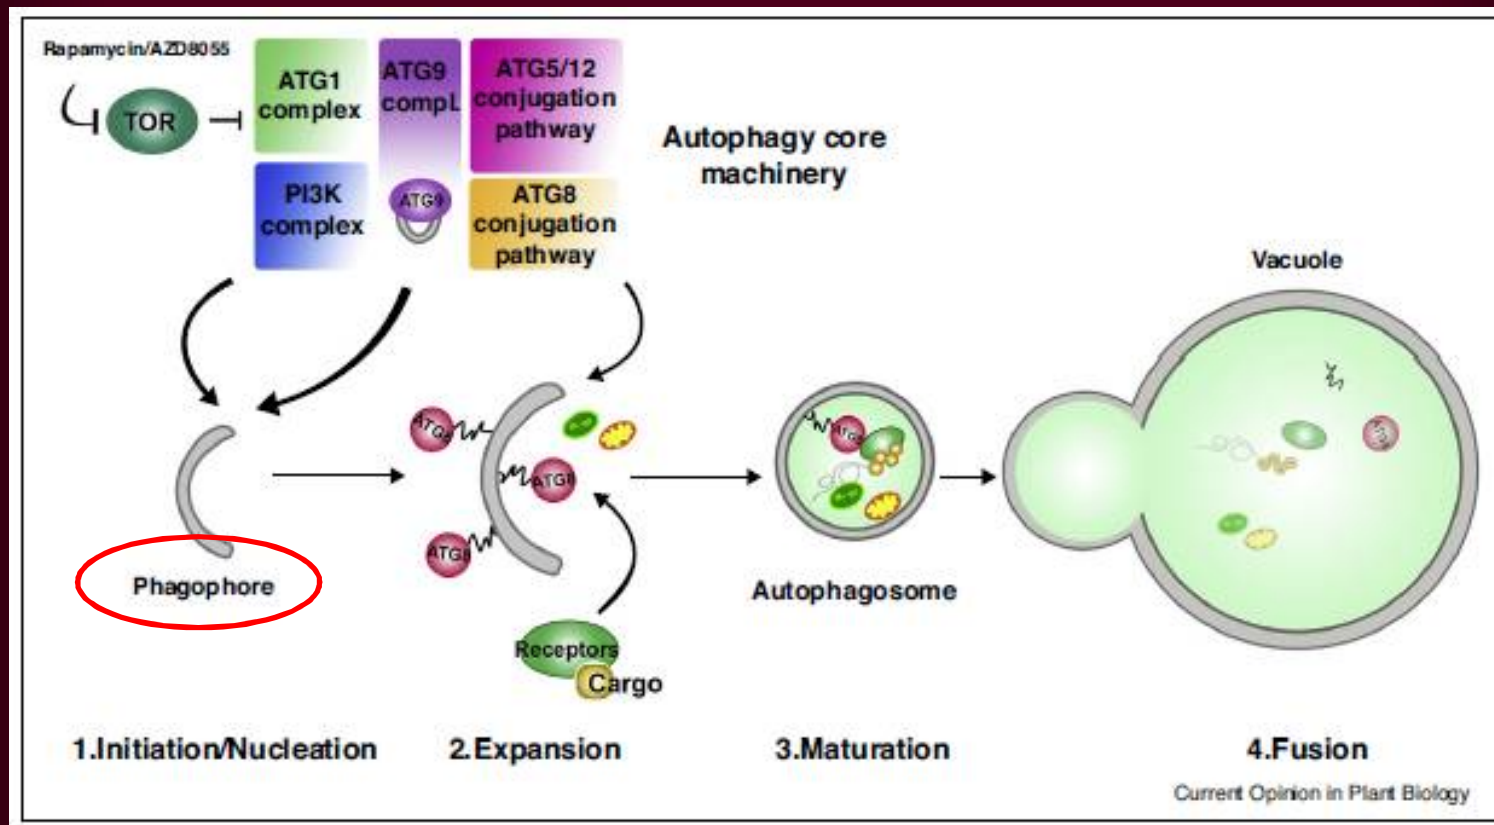 Rapamycin/AZD8055
TOR
ATG1
complex
ATG9
compL
ATG5/12
conjugation
pathway
PI3K
complex
ATG9
ATG8
conjugation
pathway
Autophagy core
machinery
Vacuole
ATG8
ATG8
ATG8
ATG8
ATG8
Phagophore
Autophagosome
Receptors
Cargo
1.Initiation/Nucleation
2.Expansion
3.Maturation
4.Fusion
Current Opinion in Plant Biology